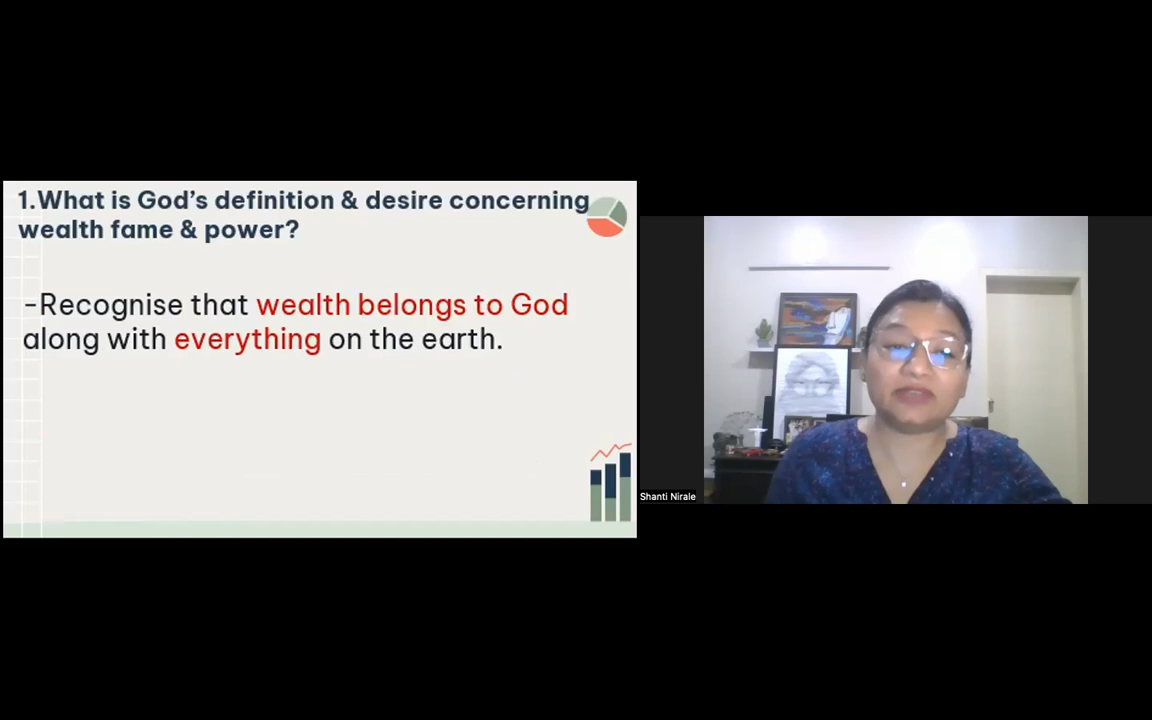 1.What is God's definition & desire concerning
wealth fame & power?
-Recognise that wealth belongs to God
along with everything on the earth.
Shanti Nirale